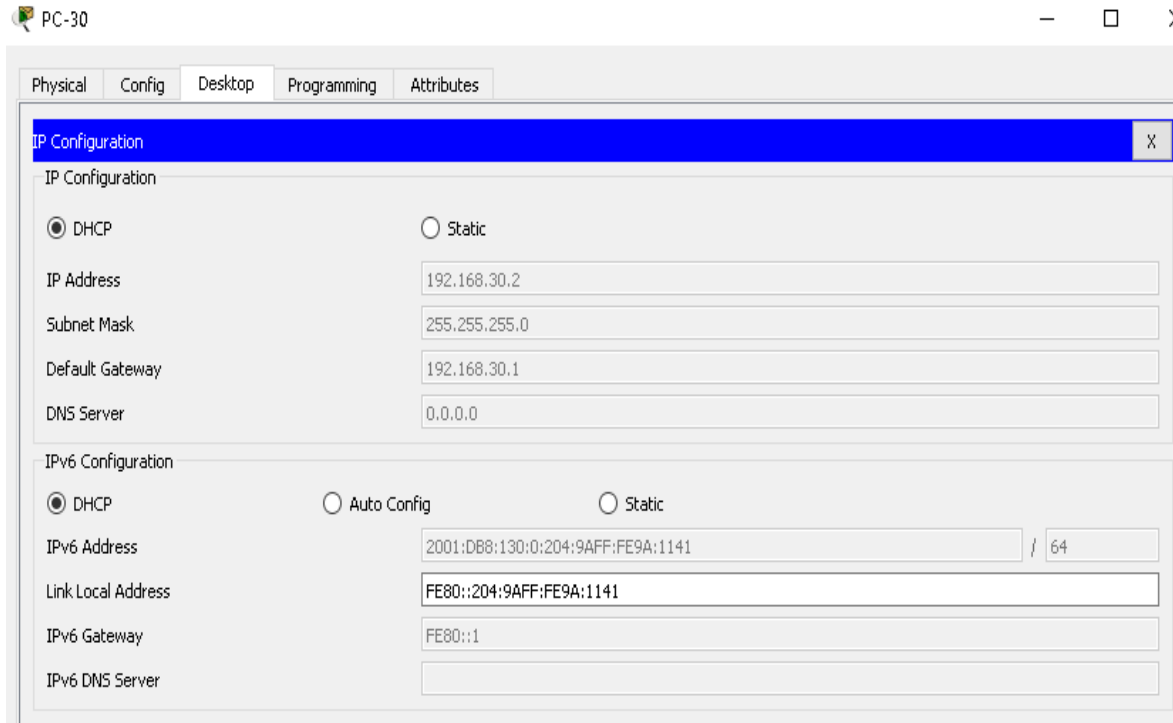 PC-30
Physical Config Desktop Programming Attributes
IP Configuration X
IP Configuration
DHCP Static
IP Address 192.168.30.2
Subnet Mask 255.255.255.0
Default Gateway 192.168.30.1
DNS Server 0.0.0.0
IPv6 Configuration
DHCP Auto Config Static
IPv6 Address 2001:DB8:130:0:204:9AFF:FE9A:1141 / 64
Link Local Address FE80::204:9AFF:FE9A:1141
IPv6 Gateway FE80::1
IPv6 DNS Server